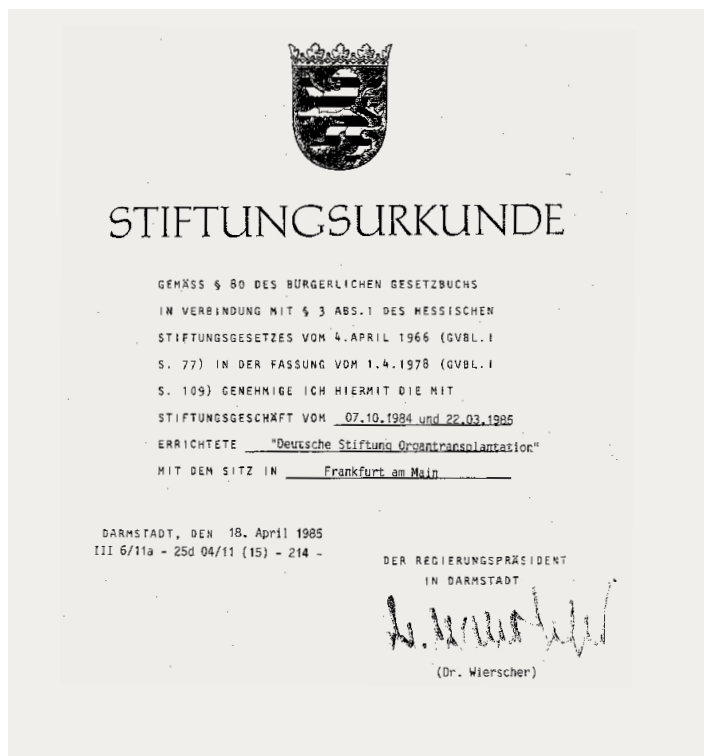 STIFTUNGSURKUNDE
GEMÄSS § 80 DES BÜRGERLICHEN GESETZBUCHS
IN VERBINDUNG MIT § 3 ABS.1 DES HESSISCHEN
STIFTUNGSGESETZES VOM 4.APRIL 1966 (GVBL.I
S. 77) IN DER FASSUNG VOM 1.4.1978 (GVBL.I
S. 109) GENEHMIGE ICH HIERMIT DIE MIT
STIFTUNGSGESCHÄFT VOM 07.10.1984 und 22.03.1985
ERRICHTETE "Deutsche Stiftung Organtransplantation"
MIT DEM SITZ IN Frankfurt am Main
DARMSTADT, DEN 18. April 1985
III 6/11a - 25d 04/11 (15) - 214 -
DER REGIERUNGSPRÄSIDENT
IN DARMSTADT
(Dr. Wierscher)